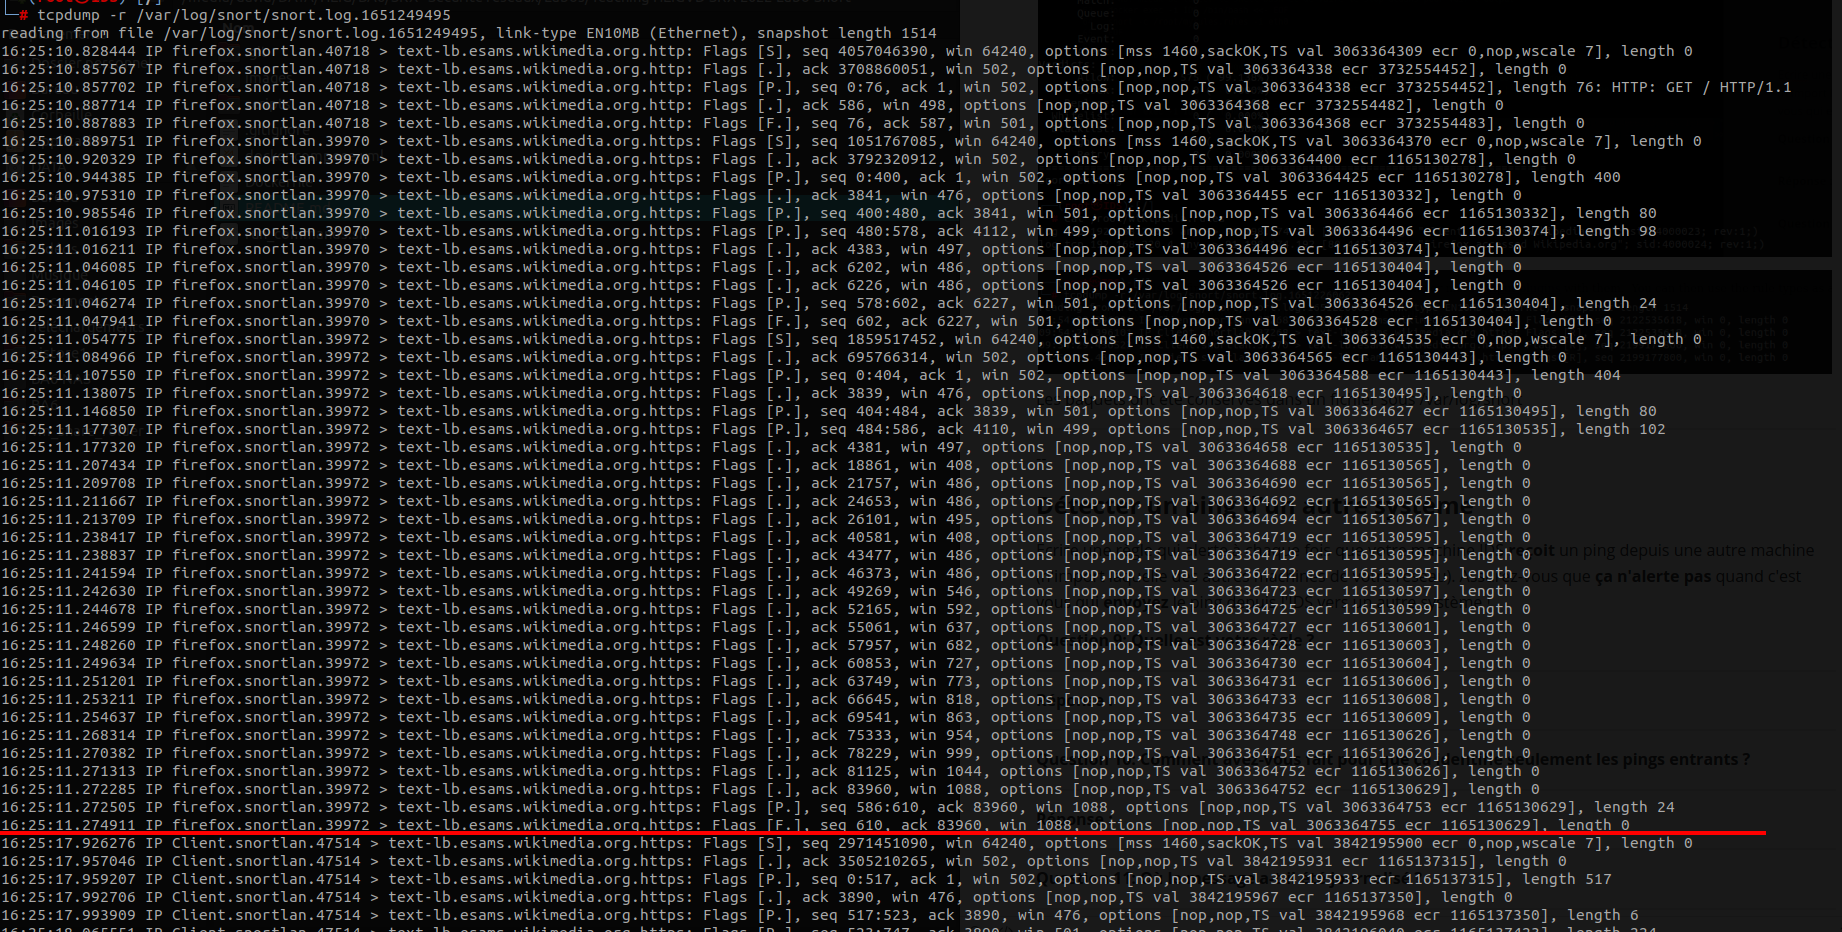 └─# tcpdump -r /var/log/snort/snort.log.1651249495
reading from file /var/log/snort/snort.log.1651249495, link-type EN10MB (Ethernet), snapshot length 1514
16:25:10.828444 IP firefox.snortlan.40718 > text-lb.esams.wikimedia.org.http: Flags [S], seq 4057046390, win 64240, options [mss 1460,sackOK,TS val 3063364309 ecr 0,nop,wscale 7], length 0
16:25:10.857567 IP firefox.snortlan.40718 > text-lb.esams.wikimedia.org.http: Flags [.], ack 3708860051, win 502, options [nop,nop,TS val 3063364338 ecr 3732554452], length 0
16:25:10.857702 IP firefox.snortlan.40718 > text-lb.esams.wikimedia.org.http: Flags [P.], seq 0:76, ack 1, win 502, options [nop,nop,TS val 3063364338 ecr 3732554452], length 76: HTTP: GET / HTTP/1.1
16:25:10.887714 IP firefox.snortlan.40718 > text-lb.esams.wikimedia.org.http: Flags [.], ack 586, win 498, options [nop,nop,TS val 3063364368 ecr 3732554482], length 0
16:25:10.887883 IP firefox.snortlan.40718 > text-lb.esams.wikimedia.org.http: Flags [F.], seq 76, ack 587, win 501, options [nop,nop,TS val 3063364368 ecr 3732554483], length 0
16:25:10.889751 IP firefox.snortlan.39970 > text-lb.esams.wikimedia.org.https: Flags [S], seq 1051767085, win 64240, options [mss 1460,sackOK,TS val 3063364370 ecr 0,nop,wscale 7], length 0
16:25:10.920329 IP firefox.snortlan.39970 > text-lb.esams.wikimedia.org.https: Flags [.], ack 3792320912, win 502, options [nop,nop,TS val 3063364400 ecr 1165130278], length 0
16:25:10.944385 IP firefox.snortlan.39970 > text-lb.esams.wikimedia.org.https: Flags [P.], seq 0:400, ack 1, win 502, options [nop,nop,TS val 3063364425 ecr 1165130278], length 400
16:25:10.975310 IP firefox.snortlan.39970 > text-lb.esams.wikimedia.org.https: Flags [.], ack 3841, win 476, options [nop,nop,TS val 3063364455 ecr 1165130332], length 0
16:25:10.985546 IP firefox.snortlan.39970 > text-lb.esams.wikimedia.org.https: Flags [P.], seq 400:480, ack 3841, win 501, options [nop,nop,TS val 3063364466 ecr 1165130332], length 80
16:25:11.016193 IP firefox.snortlan.39970 > text-lb.esams.wikimedia.org.https: Flags [P.], seq 480:578, ack 4112, win 499, options [nop,nop,TS val 3063364496 ecr 1165130374], length 98
16:25:11.016211 IP firefox.snortlan.39970 > text-lb.esams.wikimedia.org.https: Flags [.], ack 4383, win 497, options [nop,nop,TS val 3063364496 ecr 1165130374], length 0
16:25:11.046085 IP firefox.snortlan.39970 > text-lb.esams.wikimedia.org.https: Flags [.], ack 6202, win 486, options [nop,nop,TS val 3063364526 ecr 1165130404], length 0
16:25:11.046105 IP firefox.snortlan.39970 > text-lb.esams.wikimedia.org.https: Flags [.], ack 6226, win 486, options [nop,nop,TS val 3063364526 ecr 1165130404], length 0
16:25:11.046274 IP firefox.snortlan.39970 > text-lb.esams.wikimedia.org.https: Flags [P.], seq 578:602, ack 6227, win 501, options [nop,nop,TS val 3063364526 ecr 1165130404], length 24
16:25:11.047941 IP firefox.snortlan.39970 > text-lb.esams.wikimedia.org.https: Flags [F.], seq 602, ack 6227, win 501, options [nop,nop,TS val 3063364528 ecr 1165130404], length 0
16:25:11.054775 IP firefox.snortlan.39972 > text-lb.esams.wikimedia.org.https: Flags [S], seq 1859517452, win 64240, options [mss 1460,sackOK,TS val 3063364535 ecr 0,nop,wscale 7], length 0
16:25:11.084966 IP firefox.snortlan.39972 > text-lb.esams.wikimedia.org.https: Flags [.], ack 695766314, win 502, options [nop,nop,TS val 3063364565 ecr 1165130443], length 0
16:25:11.107550 IP firefox.snortlan.39972 > text-lb.esams.wikimedia.org.https: Flags [P.], seq 0:404, ack 1, win 502, options [nop,nop,TS val 3063364588 ecr 1165130443], length 404
16:25:11.138075 IP firefox.snortlan.39972 > text-lb.esams.wikimedia.org.https: Flags [.], ack 3839, win 476, options [nop,nop,TS val 3063364618 ecr 1165130495], length 0
16:25:11.146850 IP firefox.snortlan.39972 > text-lb.esams.wikimedia.org.https: Flags [P.], seq 404:484, ack 3839, win 501, options [nop,nop,TS val 3063364627 ecr 1165130495], length 80
16:25:11.177307 IP firefox.snortlan.39972 > text-lb.esams.wikimedia.org.https: Flags [P.], seq 484:586, ack 4110, win 499, options [nop,nop,TS val 3063364657 ecr 1165130535], length 102
16:25:11.177320 IP firefox.snortlan.39972 > text-lb.esams.wikimedia.org.https: Flags [.], ack 4381, win 497, options [nop,nop,TS val 3063364658 ecr 1165130535], length 0
16:25:11.207434 IP firefox.snortlan.39972 > text-lb.esams.wikimedia.org.https: Flags [.], ack 18861, win 408, options [nop,nop,TS val 3063364688 ecr 1165130565], length 0
16:25:11.209708 IP firefox.snortlan.39972 > text-lb.esams.wikimedia.org.https: Flags [.], ack 21757, win 486, options [nop,nop,TS val 3063364690 ecr 1165130565], length 0
16:25:11.211667 IP firefox.snortlan.39972 > text-lb.esams.wikimedia.org.https: Flags [.], ack 24653, win 486, options [nop,nop,TS val 3063364692 ecr 1165130565], length 0
16:25:11.213709 IP firefox.snortlan.39972 > text-lb.esams.wikimedia.org.https: Flags [.], ack 26101, win 495, options [nop,nop,TS val 3063364694 ecr 1165130567], length 0
16:25:11.238417 IP firefox.snortlan.39972 > text-lb.esams.wikimedia.org.https: Flags [.], ack 40581, win 408, options [nop,nop,TS val 3063364719 ecr 1165130595], length 0
16:25:11.238837 IP firefox.snortlan.39972 > text-lb.esams.wikimedia.org.https: Flags [.], ack 43477, win 486, options [nop,nop,TS val 3063364719 ecr 1165130595], length 0
16:25:11.241594 IP firefox.snortlan.39972 > text-lb.esams.wikimedia.org.https: Flags [.], ack 46373, win 486, options [nop,nop,TS val 3063364722 ecr 1165130595], length 0
16:25:11.242630 IP firefox.snortlan.39972 > text-lb.esams.wikimedia.org.https: Flags [.], ack 49269, win 546, options [nop,nop,TS val 3063364723 ecr 1165130597], length 0
16:25:11.244678 IP firefox.snortlan.39972 > text-lb.esams.wikimedia.org.https: Flags [.], ack 52165, win 592, options [nop,nop,TS val 3063364725 ecr 1165130599], length 0
16:25:11.246599 IP firefox.snortlan.39972 > text-lb.esams.wikimedia.org.https: Flags [.], ack 55061, win 637, options [nop,nop,TS val 3063364727 ecr 1165130601], length 0
16:25:11.248260 IP firefox.snortlan.39972 > text-lb.esams.wikimedia.org.https: Flags [.], ack 57957, win 682, options [nop,nop,TS val 3063364728 ecr 1165130603], length 0
16:25:11.249634 IP firefox.snortlan.39972 > text-lb.esams.wikimedia.org.https: Flags [.], ack 60853, win 727, options [nop,nop,TS val 3063364730 ecr 1165130604], length 0
16:25:11.251201 IP firefox.snortlan.39972 > text-lb.esams.wikimedia.org.https: Flags [.], ack 63749, win 773, options [nop,nop,TS val 3063364731 ecr 1165130606], length 0
16:25:11.253211 IP firefox.snortlan.39972 > text-lb.esams.wikimedia.org.https: Flags [.], ack 66645, win 818, options [nop,nop,TS val 3063364733 ecr 1165130608], length 0
16:25:11.254637 IP firefox.snortlan.39972 > text-lb.esams.wikimedia.org.https: Flags [.], ack 69541, win 863, options [nop,nop,TS val 3063364735 ecr 1165130609], length 0
16:25:11.268314 IP firefox.snortlan.39972 > text-lb.esams.wikimedia.org.https: Flags [.], ack 75333, win 954, options [nop,nop,TS val 3063364748 ecr 1165130626], length 0
16:25:11.270382 IP firefox.snortlan.39972 > text-lb.esams.wikimedia.org.https: Flags [.], ack 78229, win 999, options [nop,nop,TS val 3063364751 ecr 1165130626], length 0
16:25:11.271313 IP firefox.snortlan.39972 > text-lb.esams.wikimedia.org.https: Flags [.], ack 81125, win 1044, options [nop,nop,TS val 3063364752 ecr 1165130626], length 0
16:25:11.272285 IP firefox.snortlan.39972 > text-lb.esams.wikimedia.org.https: Flags [.], ack 83960, win 1088, options [nop,nop,TS val 3063364752 ecr 1165130629], length 0
16:25:11.272505 IP firefox.snortlan.39972 > text-lb.esams.wikimedia.org.https: Flags [P.], seq 586:610, ack 83960, win 1088, options [nop,nop,TS val 3063364753 ecr 1165130629], length 24
16:25:11.274911 IP firefox.snortlan.39972 > text-lb.esams.wikimedia.org.https: Flags [F.], seq 610, ack 83960, win 1088, options [nop,nop,TS val 3063364755 ecr 1165130629], length 0
16:25:17.926276 IP Client.snortlan.47514 > text-lb.esams.wikimedia.org.https: Flags [S], seq 2971451090, win 64240, options [mss 1460,sackOK,TS val 3842195900 ecr 0,nop,wscale 7], length 0
16:25:17.957046 IP Client.snortlan.47514 > text-lb.esams.wikimedia.org.https: Flags [.], ack 3505210265, win 502, options [nop,nop,TS val 3842195931 ecr 1165137315], length 0
16:25:17.959207 IP Client.snortlan.47514 > text-lb.esams.wikimedia.org.https: Flags [P.], seq 0:517, ack 1, win 502, options [nop,nop,TS val 3842195933 ecr 1165137315], length 517
16:25:17.992706 IP Client.snortlan.47514 > text-lb.esams.wikimedia.org.https: Flags [.], ack 3890, win 476, options [nop,nop,TS val 3842195967 ecr 1165137350], length 0
16:25:17.993909 IP Client.snortlan.47514 > text-lb.esams.wikimedia.org.https: Flags [P.], seq 517:523, ack 3890, win 476, options [nop,nop,TS val 3842195968 ecr 1165137350], length 6